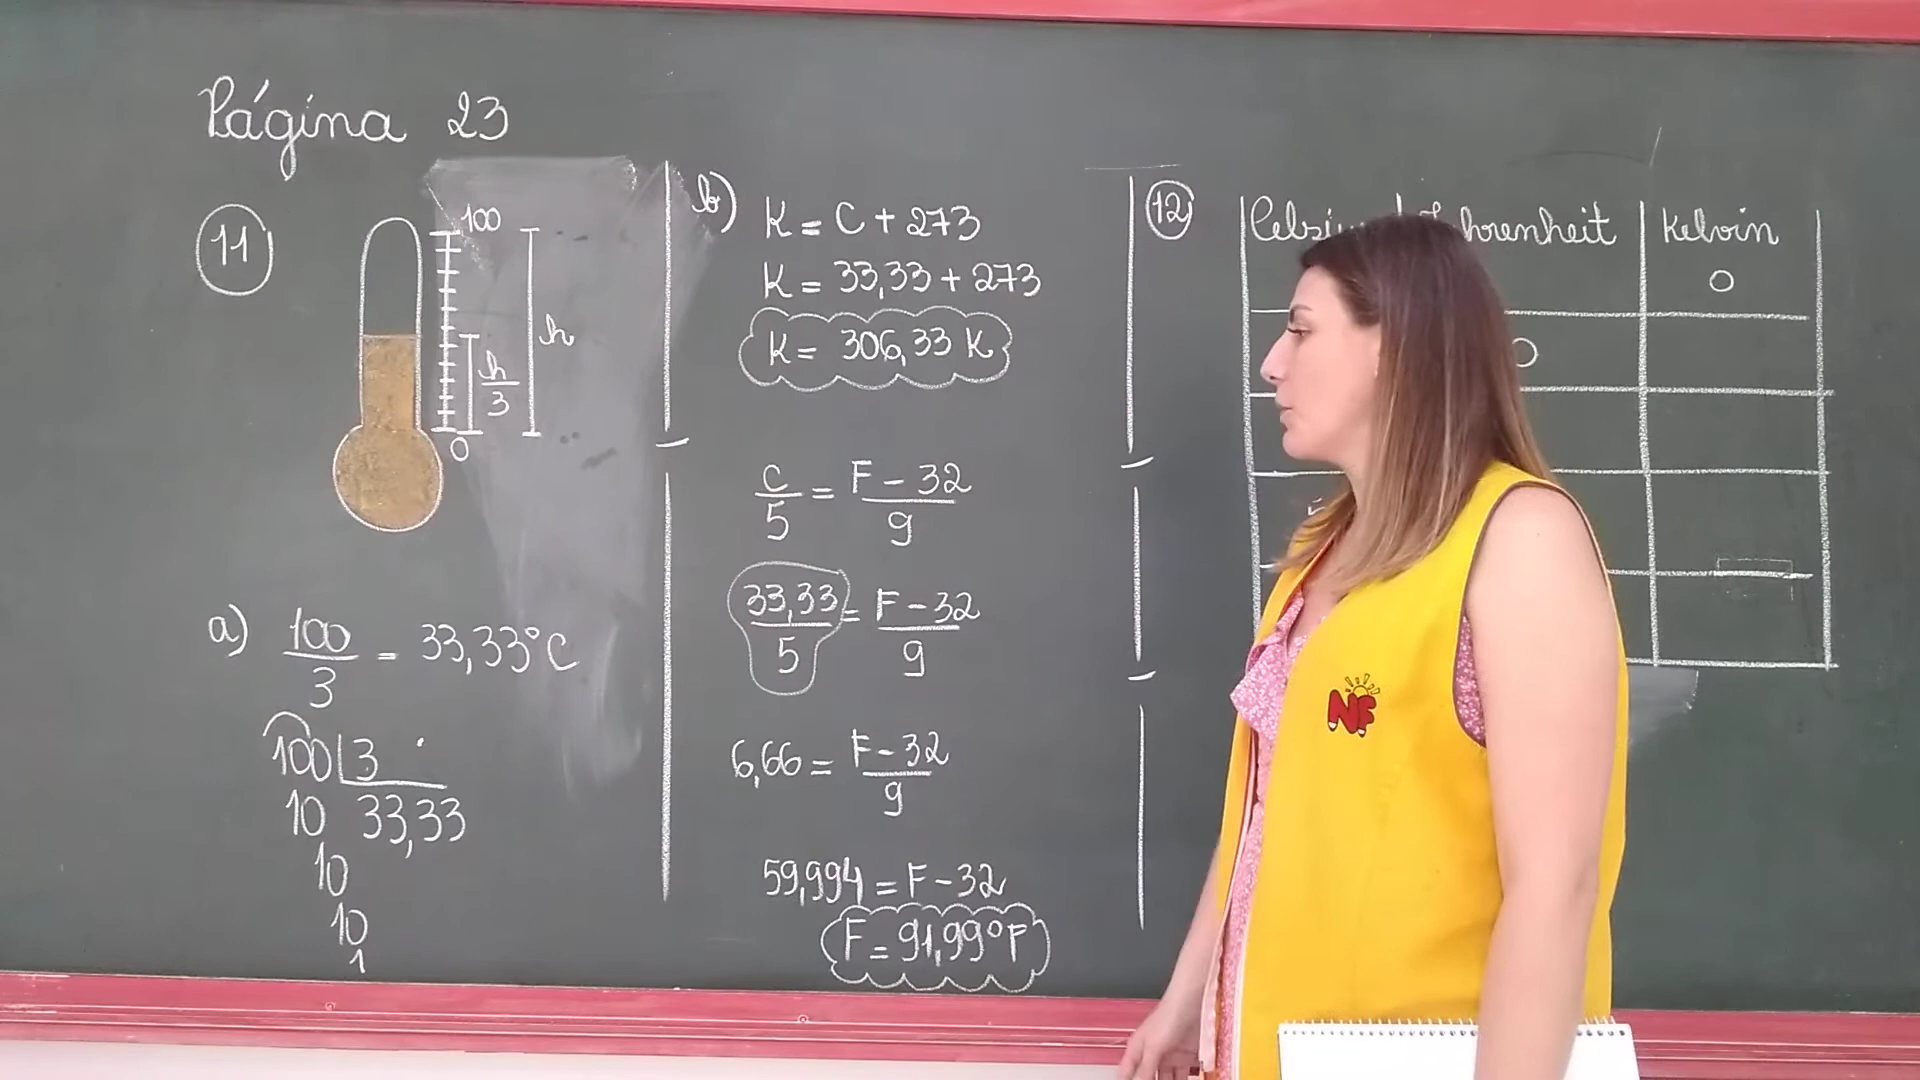 Página 23
11
100
h
h/3
0
a) 100/3 = 33,33°C
100 | 3
10 33,33
10
10
1
b) K = C + 273
K = 33,33 + 273
K = 306,33 K
C/5 = F - 32/9
33,33/5 = F - 32/9
6,66 = F - 32/9
59,994 = F - 32
F = 91,99°F
12
Kelvin
0
0
NF